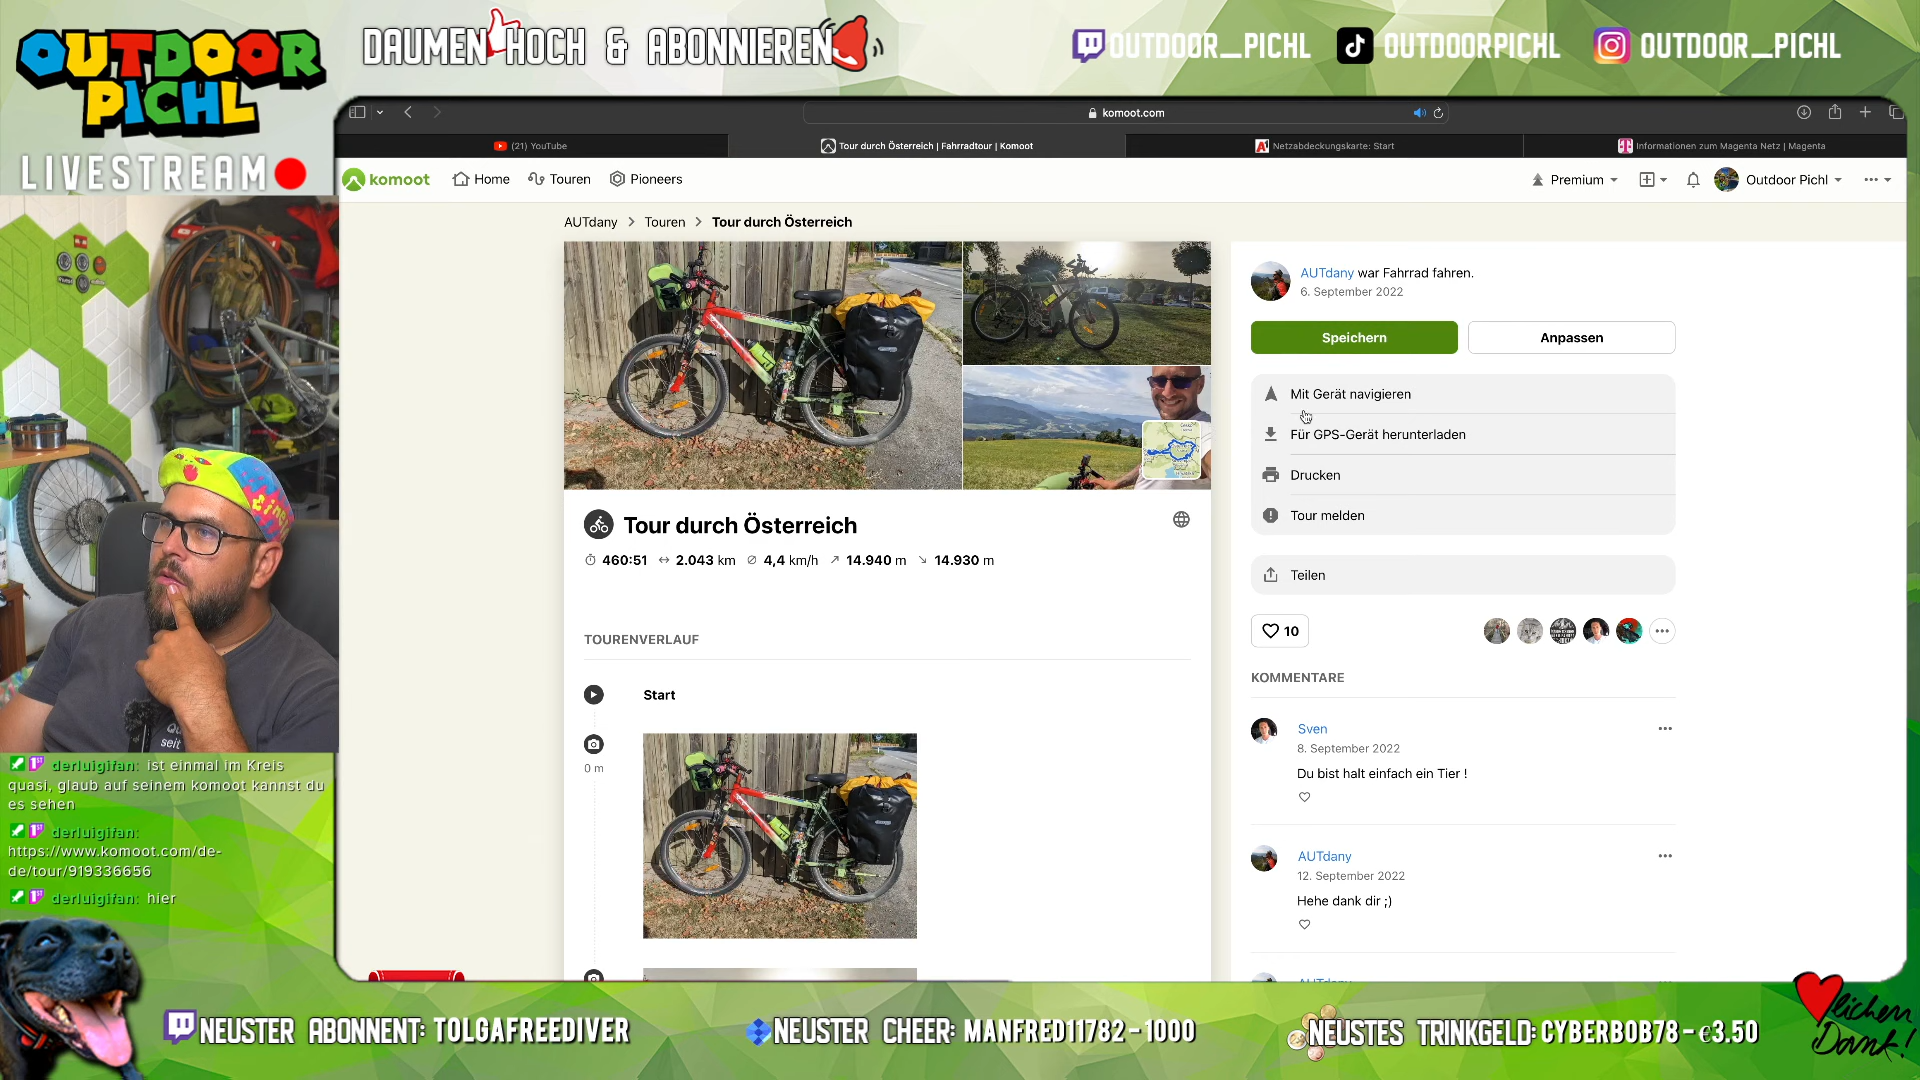 OUTDOOR
PICHL
LIVESTREAM
DAUMEN HOCH & ABONNIEREN
OUTDOOR_PICHL
OUTDOORPICHL
OUTDOOR_PICHL
komoot.com
(21) YouTube
Tour durch Österreich | Fahrradtour | Komoot
Netzabdeckungskarte: Start
Informationen zum Magenta Netz | Magenta
komoot
Home
Touren
Pioneers
Premium
Outdoor Pichl
AUTdany > Touren > Tour durch Österreich
AUTdany war Fahrrad fahren.
6. September 2022
Speichern
Anpassen
Mit Gerät navigieren
Für GPS-Gerät herunterladen
Drucken
Tour melden
Teilen
10
KOMMENTARE
Sven
8. September 2022
Du bist halt einfach ein Tier !
AUTdany
12. September 2022
Hehe dank dir ;)
Tour durch Österreich
460:51 2.043 km 4,4 km/h 14.940 m 14.930 m
TOURENVERLAUF
Start
0 m
seit
derluigifan: ist einmal im Kreis
quasi, glaub auf seinem komoot kannst du
es sehen
derluigifan:
https://www.komoot.com/de-
de/tour/919336656
derluigifan: hier
NEUSTER ABONNENT: TOLGAFREEDIVER
NEUSTER CHEER: MANFRED11782 - 1000
NEUSTES TRINKGELD: CYBERBOB78 - €3.50
Dank!